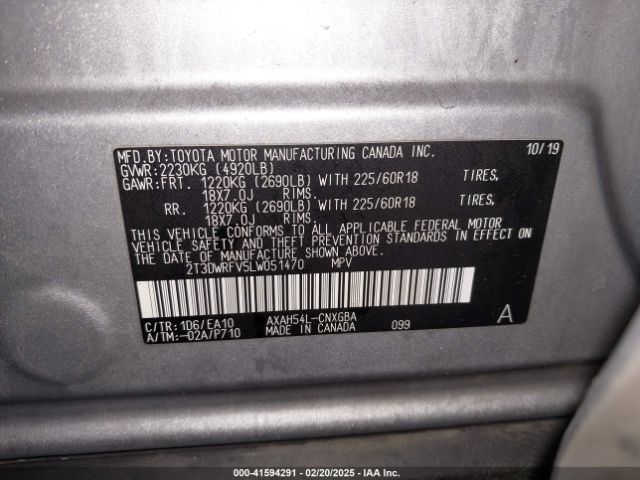 MFD.BY:TOYOTA MOTOR MANUFACTURING CANADA INC. 10/19
GVWR:2230KG (4920LB)
GAWR:FRT. 1220KG (2690LB) WITH 225/60R18 TIRES,
18X7.0J RIMS.
RR. 1220KG (2690LB) WITH 225/60R18 TIRES,
18X7.0J RIMS.
THIS VEHICLE CONFORMS TO ALL APPLICABLE FEDERAL MOTOR
VEHICLE SAFETY AND THEFT PREVENTION STANDARDS IN EFFECT ON THE
DATE OF MANUFACTURE SHOWN ABOVE.
2T3DWRFV5LW051470 MPV
C/TR:1D6/EA10 AXAH54L-CNXGBA A
A/TM:-02A/P710 MADE IN CANADA 099
000-41594291 - 02/20/2025 - IAA Inc.